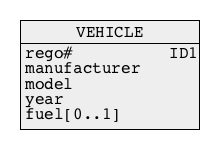 VEHICLE
rego# ID1
manufacturer
model
year
fuel[0..1]